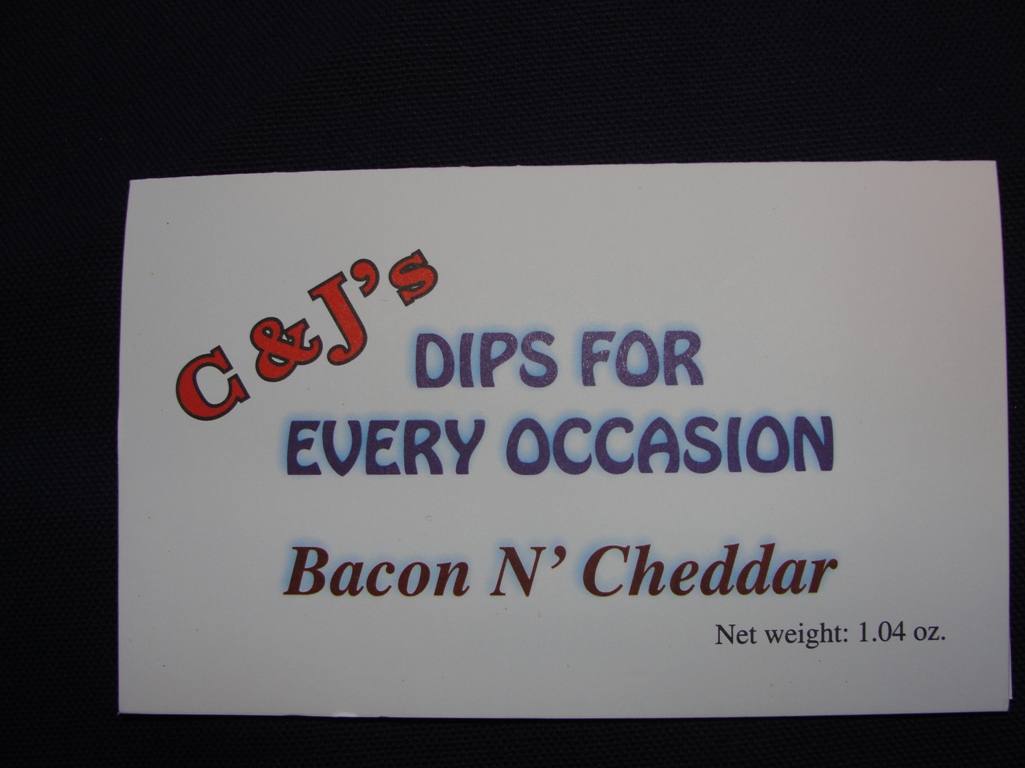 C & J's
DIPS FOR
EVERY OCCASION
Bacon N' Cheddar
Net weight: 1.04 oz.